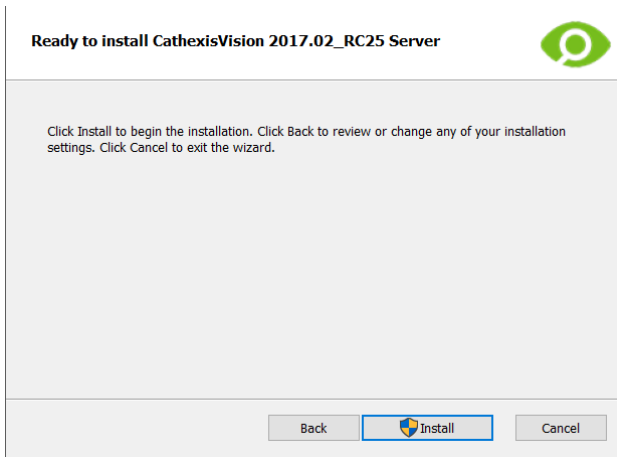 Ready to install CathexisVision 2017.02_RC25 Server
Click Install to begin the installation. Click Back to review or change any of your installation
settings. Click Cancel to exit the wizard.
Back
Install
Cancel